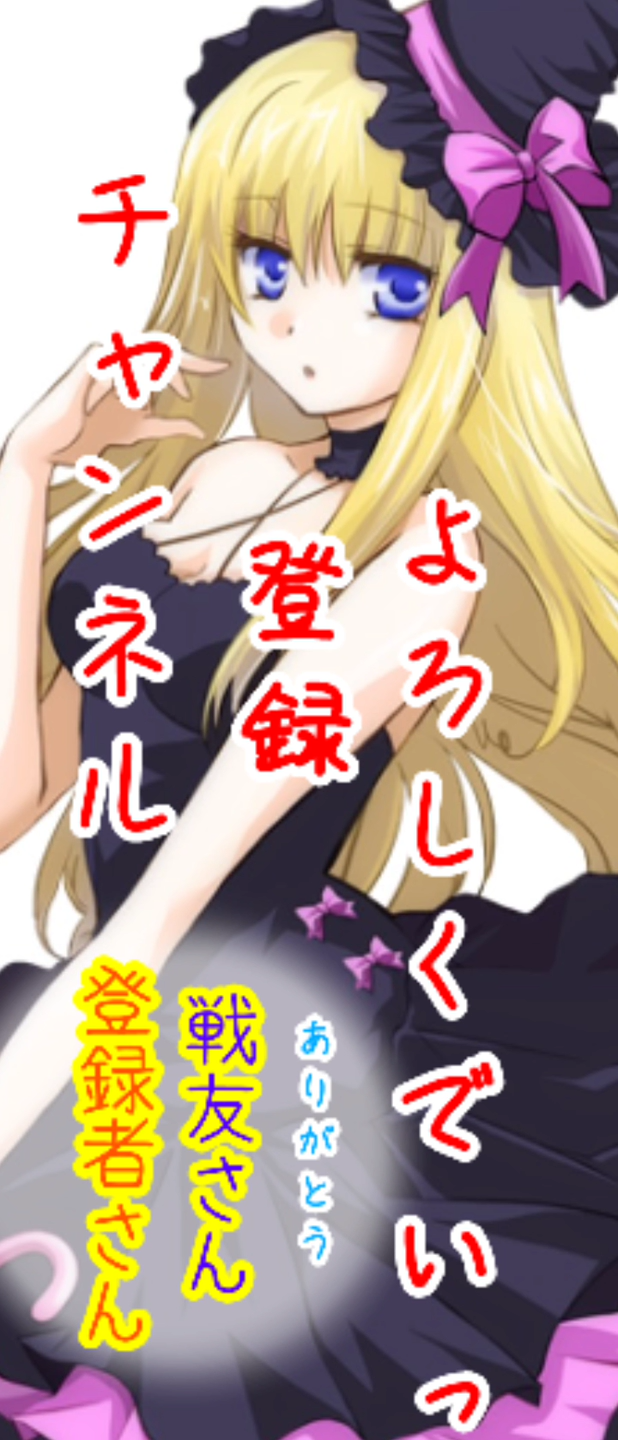 チャンネル
登録
よろしくでいっ
ありがとう
戦友さん
登録者さん